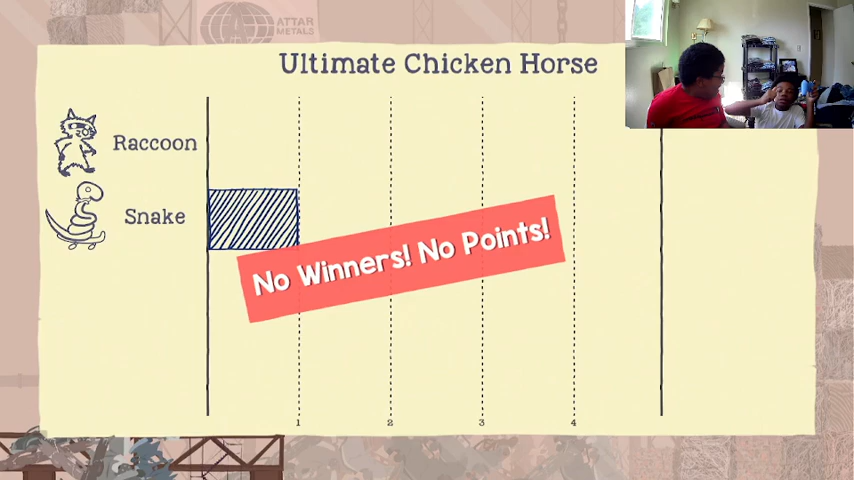 ATTAR
METALS
Ultimate Chicken Horse
Raccoon
Snake
No Winners! No Points!
1 2 3 4